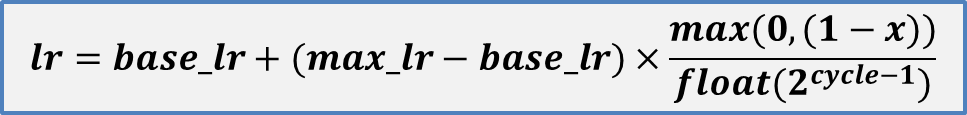 lr = base_lr + (max_lr − base_lr) × max(0, (1 − x)) / float(2^{cycle−1})